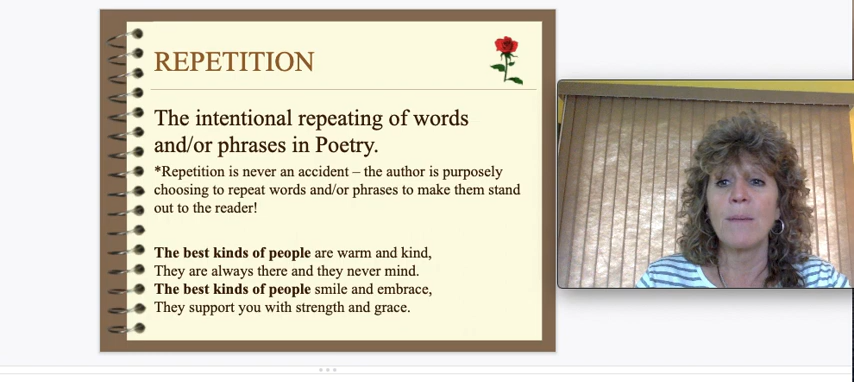 REPETITION
The intentional repeating of words
and/or phrases in Poetry.
*Repetition is never an accident – the author is purposely
choosing to repeat words and/or phrases to make them stand
out to the reader!
The best kinds of people are warm and kind,
They are always there and they never mind.
The best kinds of people smile and embrace,
They support you with strength and grace.